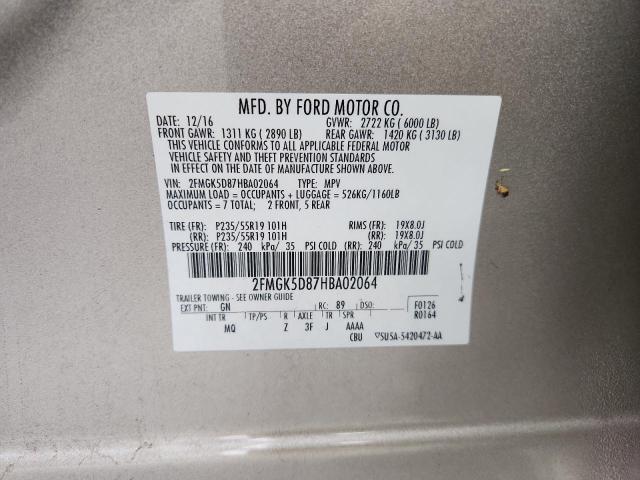 MFD. BY FORD MOTOR CO.
DATE: 12/16 GVWR: 2722 KG ( 6000 LB)
FRONT GAWR: 1311 KG ( 2890 LB) REAR GAWR: 1420 KG ( 3130 LB)
THIS VEHICLE CONFORMS TO ALL APPLICABLE FEDERAL MOTOR
VEHICLE SAFETY AND THEFT PREVENTION STANDARDS
IN EFFECT ON THE DATE OF MANUFACTURE SHOWN ABOVE.
VIN: 2FMGK5D87HBA02064 TYPE: MPV
MAXIMUM LOAD = OCCUPANTS + LUGGAGE = 526KG/1160LB
OCCUPANTS = 7 TOTAL; 2 FRONT, 5 REAR
TIRE (FR): P235/55R19 101H RIMS (FR): 19X8.0J
(RR): P235/55R19 101H (RR): 19X8.0J
PRESSURE (FR): 240 kPa/ 35 PSI COLD (RR): 240 kPa/ 35 PSI COLD
2FMGK5D87HBA02064
TRAILER TOWING - SEE OWNER GUIDE
EXT PNT: GN RC: 89 DSO: F0126
INT TR TP/PS R AXLE TR SPR R0164
MQ Z 3F J AAAA
CBU ▽SUSA-5420472-AA